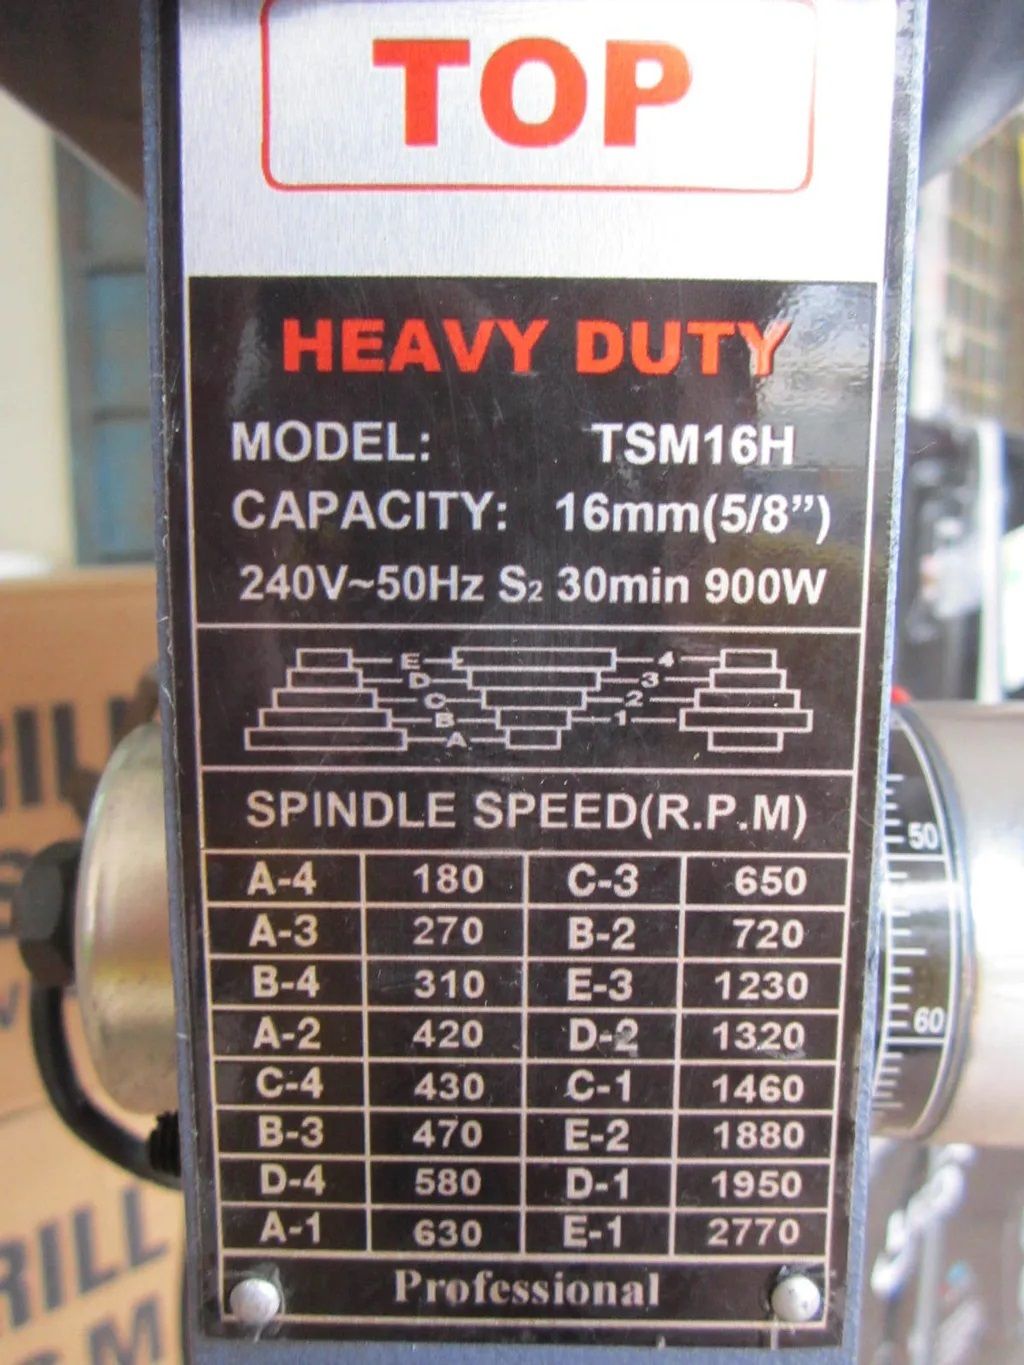 TOP
HEAVY DUTY
MODEL: TSM16H
CAPACITY: 16mm(5/8")
240V~50Hz S2 30min 900W
E 4
D 3
C 2
B 1
A
SPINDLE SPEED(R.P.M)
A-4 180 C-3 650
A-3 270 B-2 720
B-4 310 E-3 1230
A-2 420 D-2 1320
C-4 430 C-1 1460
B-3 470 E-2 1880
D-4 580 D-1 1950
A-1 630 E-1 2770
Professional
50
60